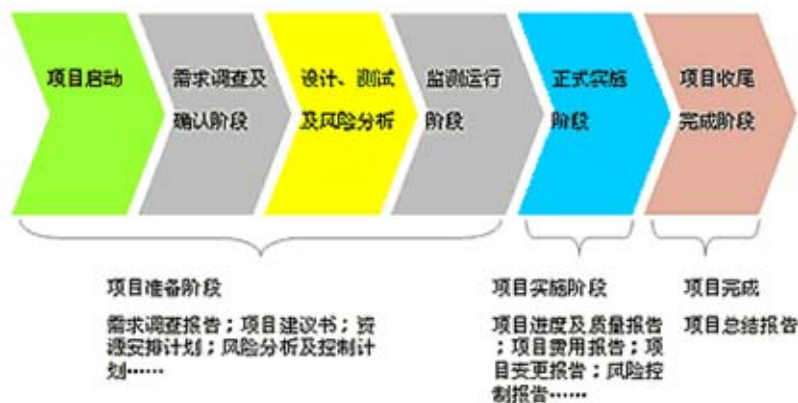 项目启动
需求调查及
确认阶段
设计、测试
及风险分析
监测运行
阶段
正式实施
阶段
项目收尾
完成阶段
项目准备阶段
需求调查报告；项目建议书；资
源安排计划；风险分析及控制计
划……
项目实施阶段
项目进度及质量报告
；项目费用报告；项
目变更报告；风险控
制报告……
项目完成
项目总结报告